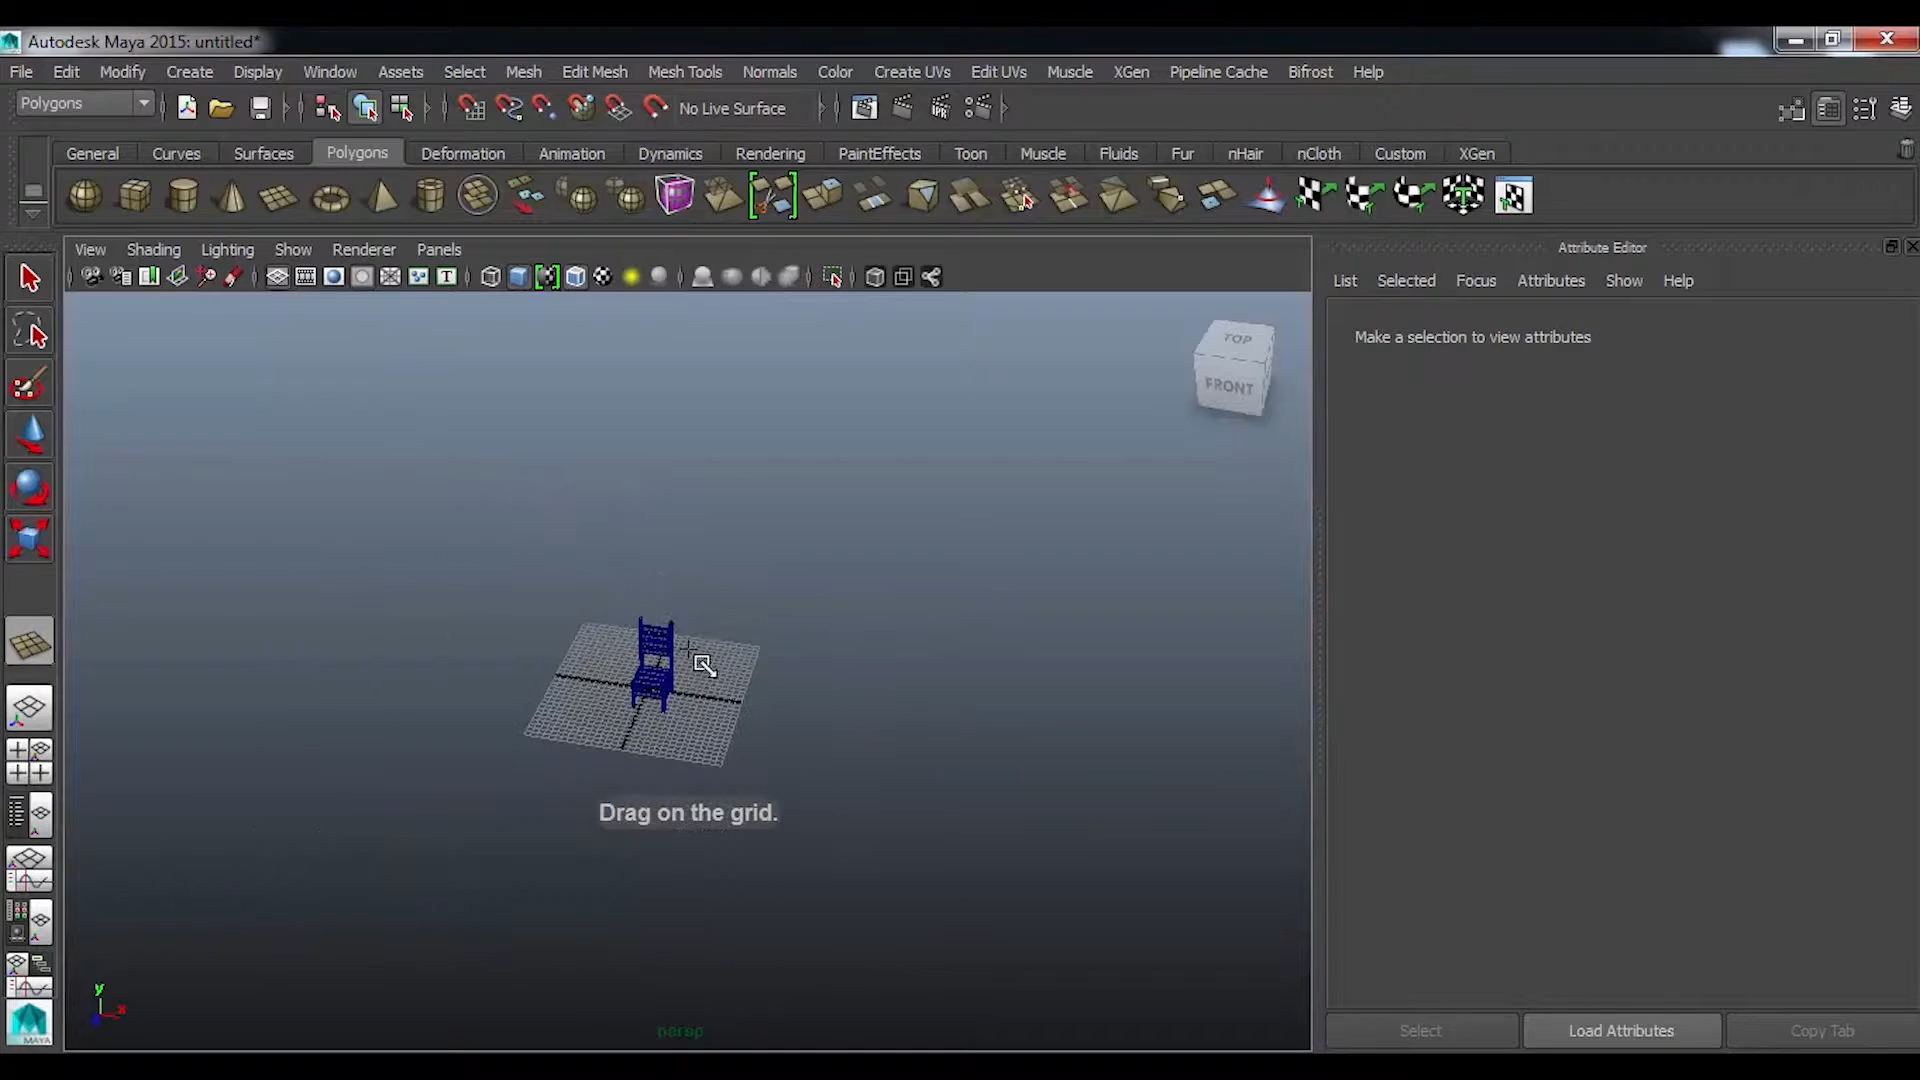 Autodesk Maya 2015: untitled*
File Edit Modify Create Display Window Assets Select Mesh Edit Mesh Mesh Tools Normals Color Create UVs Edit UVs Muscle XGen Pipeline Cache Bifrost Help
Polygons No Live Surface
IPR
General Curves Surfaces Polygons Deformation Animation Dynamics Rendering PaintEffects Toon Muscle Fluids Fur nHair nCloth Custom XGen
View Shading Lighting Show Renderer Panels
Attribute Editor
List Selected Focus Attributes Show Help
Make a selection to view attributes
TOP
FRONT
Drag on the grid.
y
x
persp
MAYA
Select Load Attributes Copy Tab